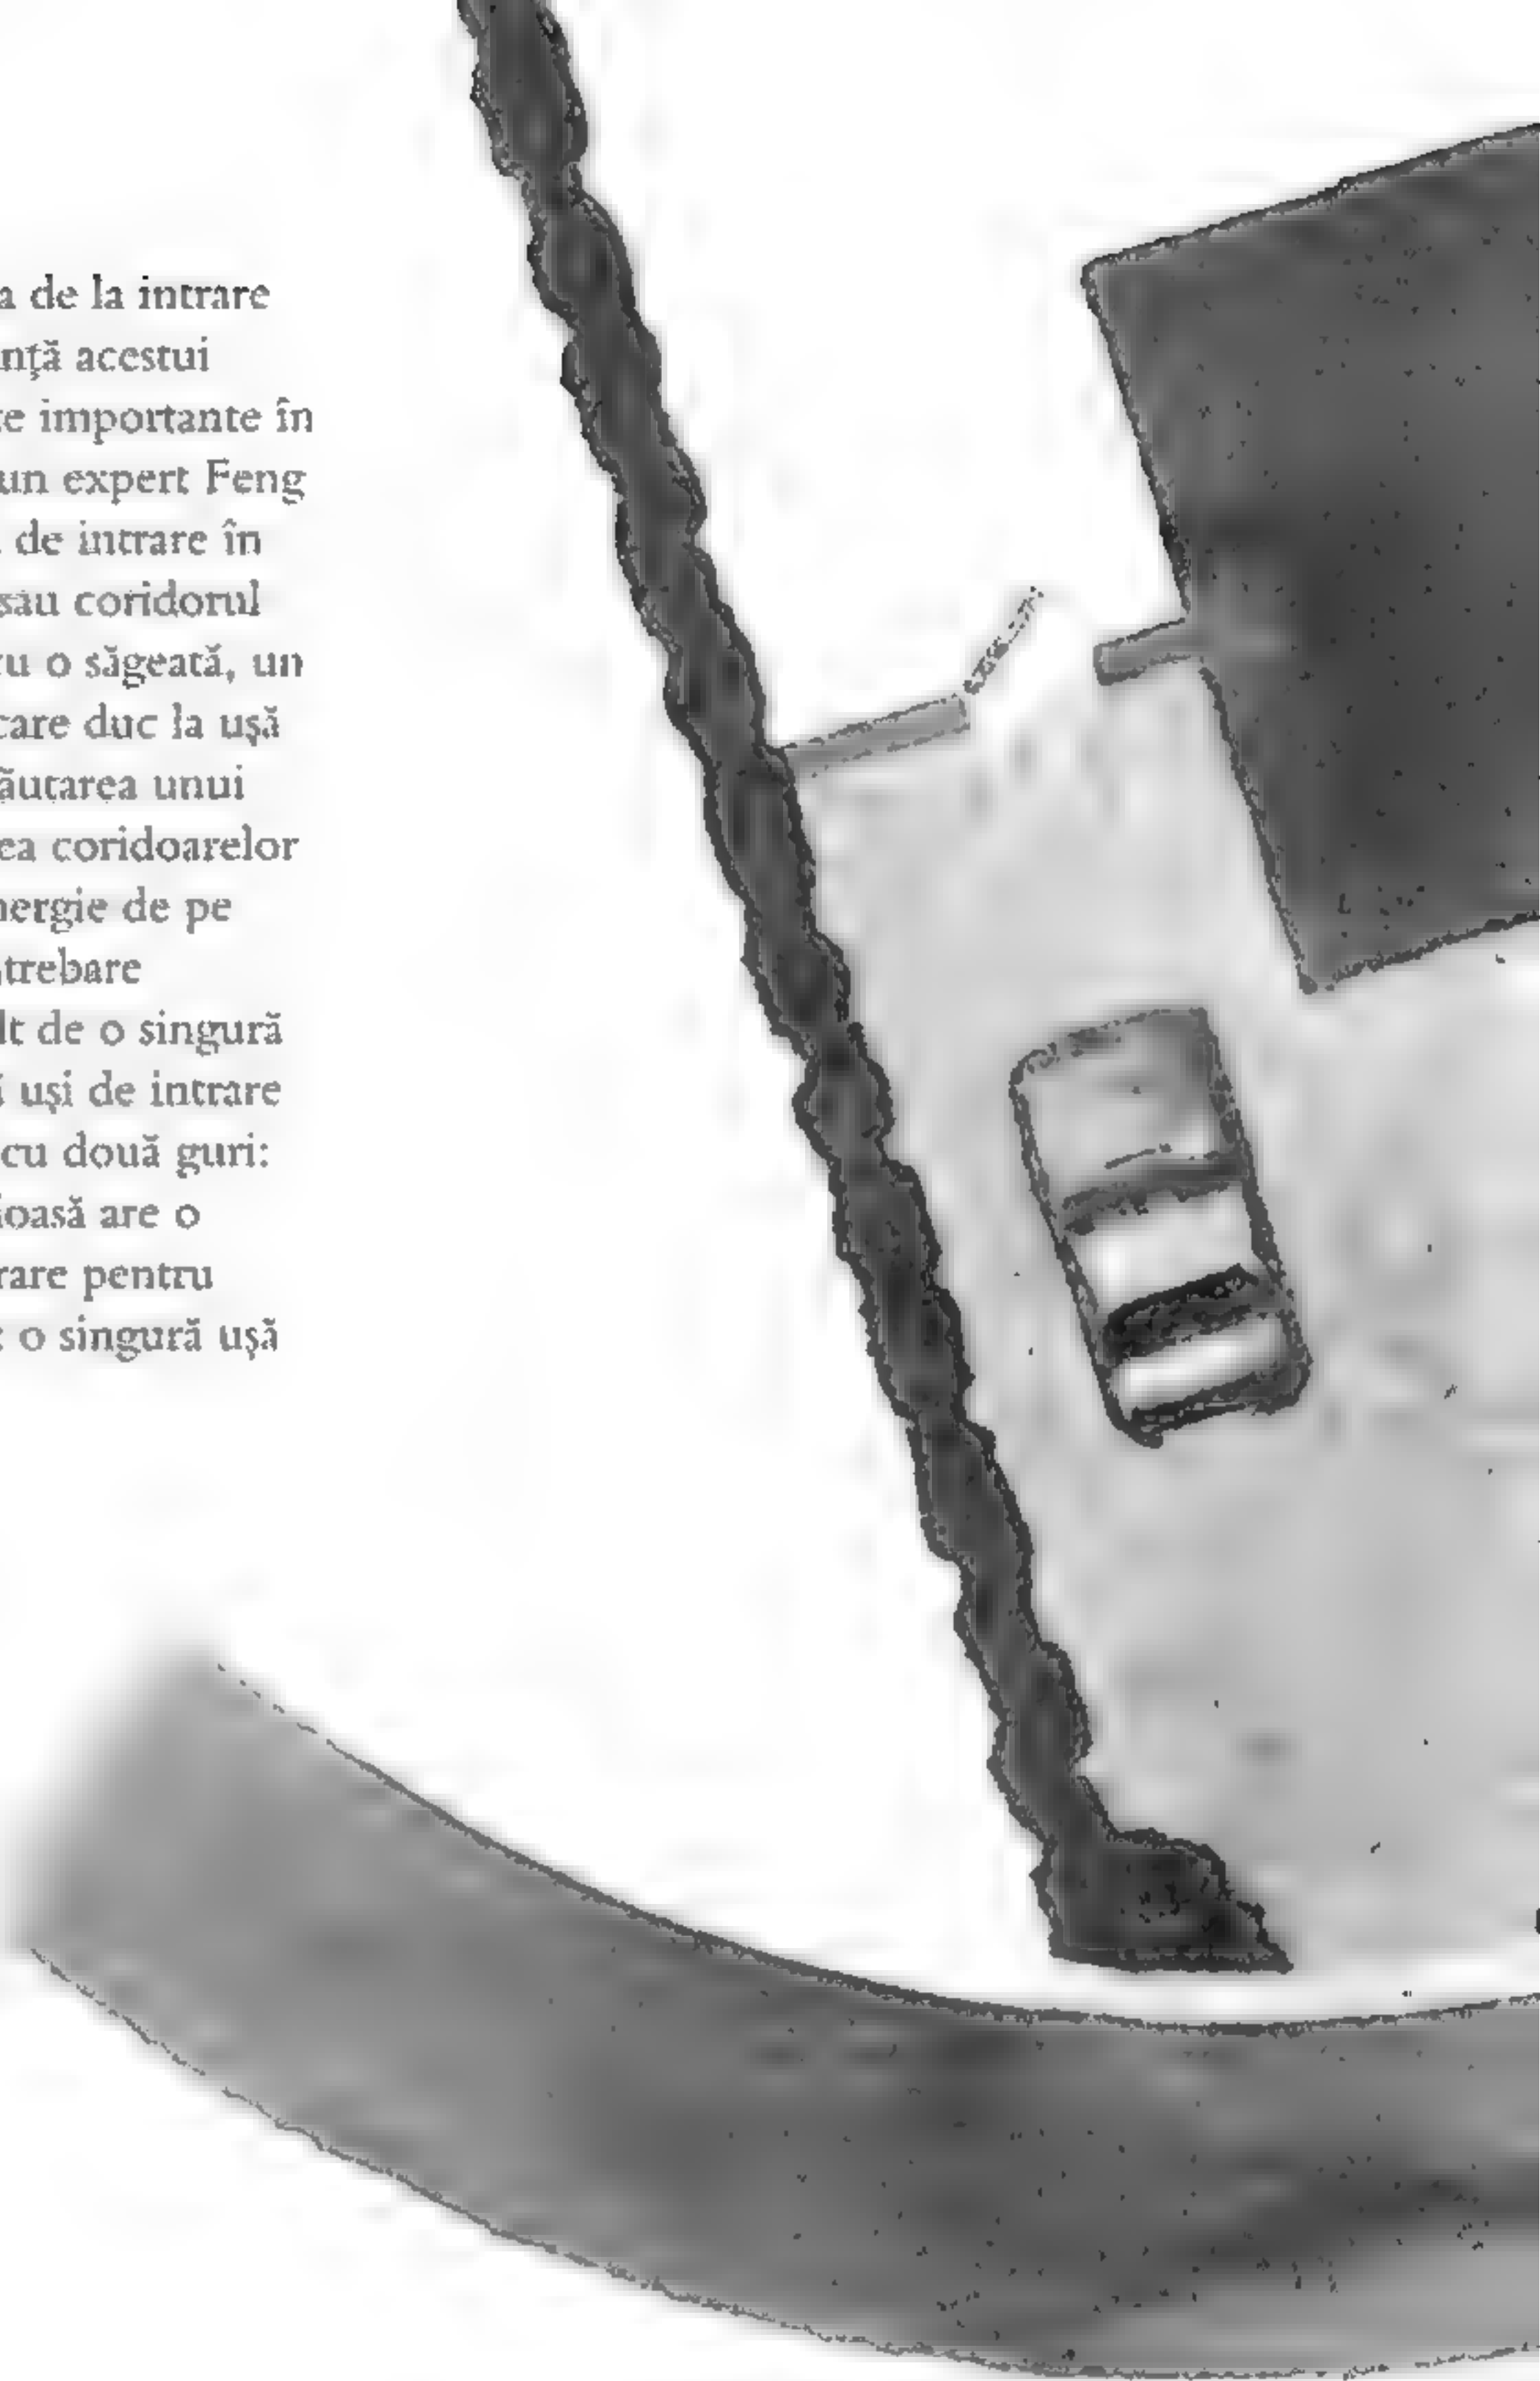 a de la intrare
nţă acestui
te importante în
un expert Feng
de intrare în
sau coridorul
cu o săgeată, un
care duc la uşă
ăutarea unui
ea coridoarelor
nergie de pe
trebare
lt de o singură
ă uşi de intrare
cu două guri:
ioasă are o
rare pentru
o singură uşă